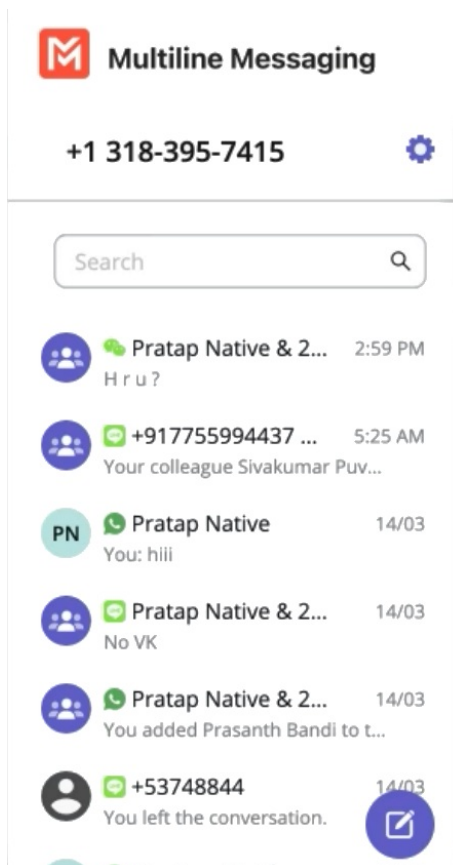 Multiline Messaging
+1 318-395-7415
Search
Pratap Native & 2... 2:59 PM
H r u ?
+917755994437 ... 5:25 AM
Your colleague Sivakumar Puv...
PN
Pratap Native 14/03
You: hiii
Pratap Native & 2... 14/03
No VK
Pratap Native & 2... 14/03
You added Prasanth Bandi to t...
+53748844 14/03
You left the conversation.